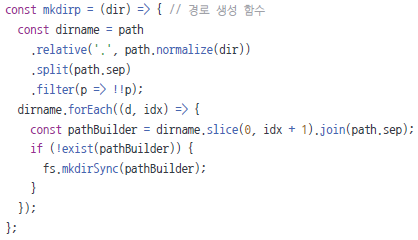 const mkdirp = (dir) => { // 경로 생성 함수
  const dirname = path
    .relative('.', path.normalize(dir))
    .split(path.sep)
    .filter(p => !!p);
  dirname.forEach((d, idx) => {
    const pathBuilder = dirname.slice(0, idx + 1).join(path.sep);
    if (!exist(pathBuilder)) {
      fs.mkdirSync(pathBuilder);
    }
  });
};